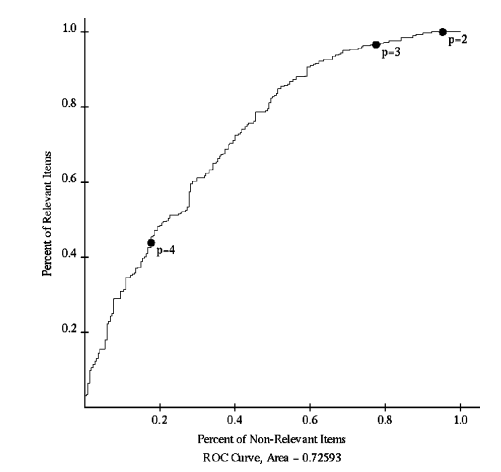 1.0
p=2
p=3
0.8
0.6
0.4
p=4
0.2
0.2 0.4 0.6 0.8 1.0
Percent of Relevant Items
Percent of Non-Relevant Items
ROC Curve, Area – 0.72593